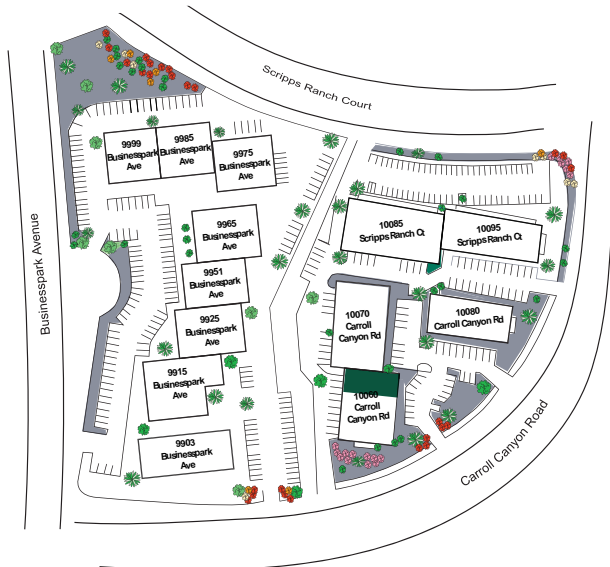 Scripps Ranch Court
9999
Businesspark
Ave
9985
Businesspark
Ave
9975
Businesspark
Ave
10085
Scripps Ranch Ct
10095
Scripps Ranch Ct
9965
Businesspark
Ave
9951
Businesspark
Ave
Businesspark Avenue
9925
Businesspark
Ave
10070
Carroll
Canyon Rd
10080
Carroll Canyon Rd
9915
Businesspark
Ave
10060
Carroll
Canyon Rd
9903
Businesspark
Ave
Carroll Canyon Road